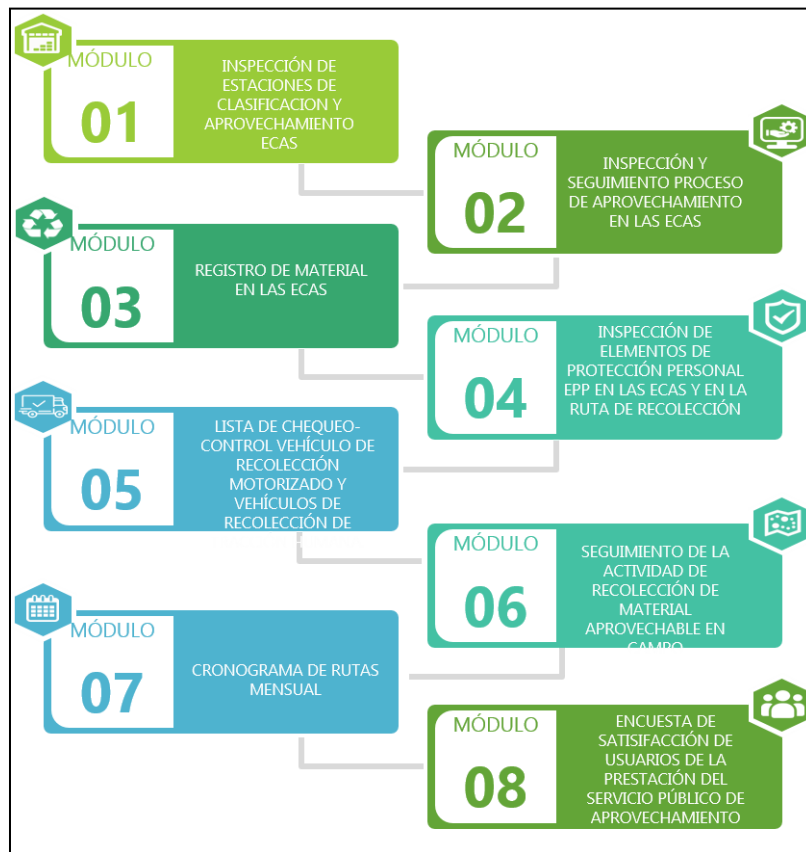 MÓDULO
01
INSPECCIÓN DE
ESTACIONES DE
CLASIFICACION Y
APROVECHAMIENTO
ECAS
MÓDULO
02
INSPECCIÓN Y
SEGUIMIENTO PROCESO
DE APROVECHAMIENTO
EN LAS ECAS
MÓDULO
03
REGISTRO DE MATERIAL
EN LAS ECAS
MÓDULO
04
INSPECCIÓN DE
ELEMENTOS DE
PROTECCIÓN PERSONAL
EPP EN LAS ECAS Y EN LA
RUTA DE RECOLECCIÓN
MÓDULO
05
LISTA DE CHEQUEO-
CONTROL VEHÍCULO DE
RECOLECCIÓN
MOTORIZADO Y
VEHÍCULOS DE
RECOLECCIÓN DE
MÓDULO
06
SEGUIMIENTO DE LA
ACTIVIDAD DE
RECOLECCIÓN DE
MATERIAL
APROVECHABLE EN
CAMPO
MÓDULO
07
CRONOGRAMA DE RUTAS
MENSUAL
MÓDULO
08
ENCUESTA DE
SATISIFACCIÓN DE
USUARIOS DE LA
PRESTACIÓN DEL
SERVICIO PÚBLICO DE
APROVECHAMIENTO